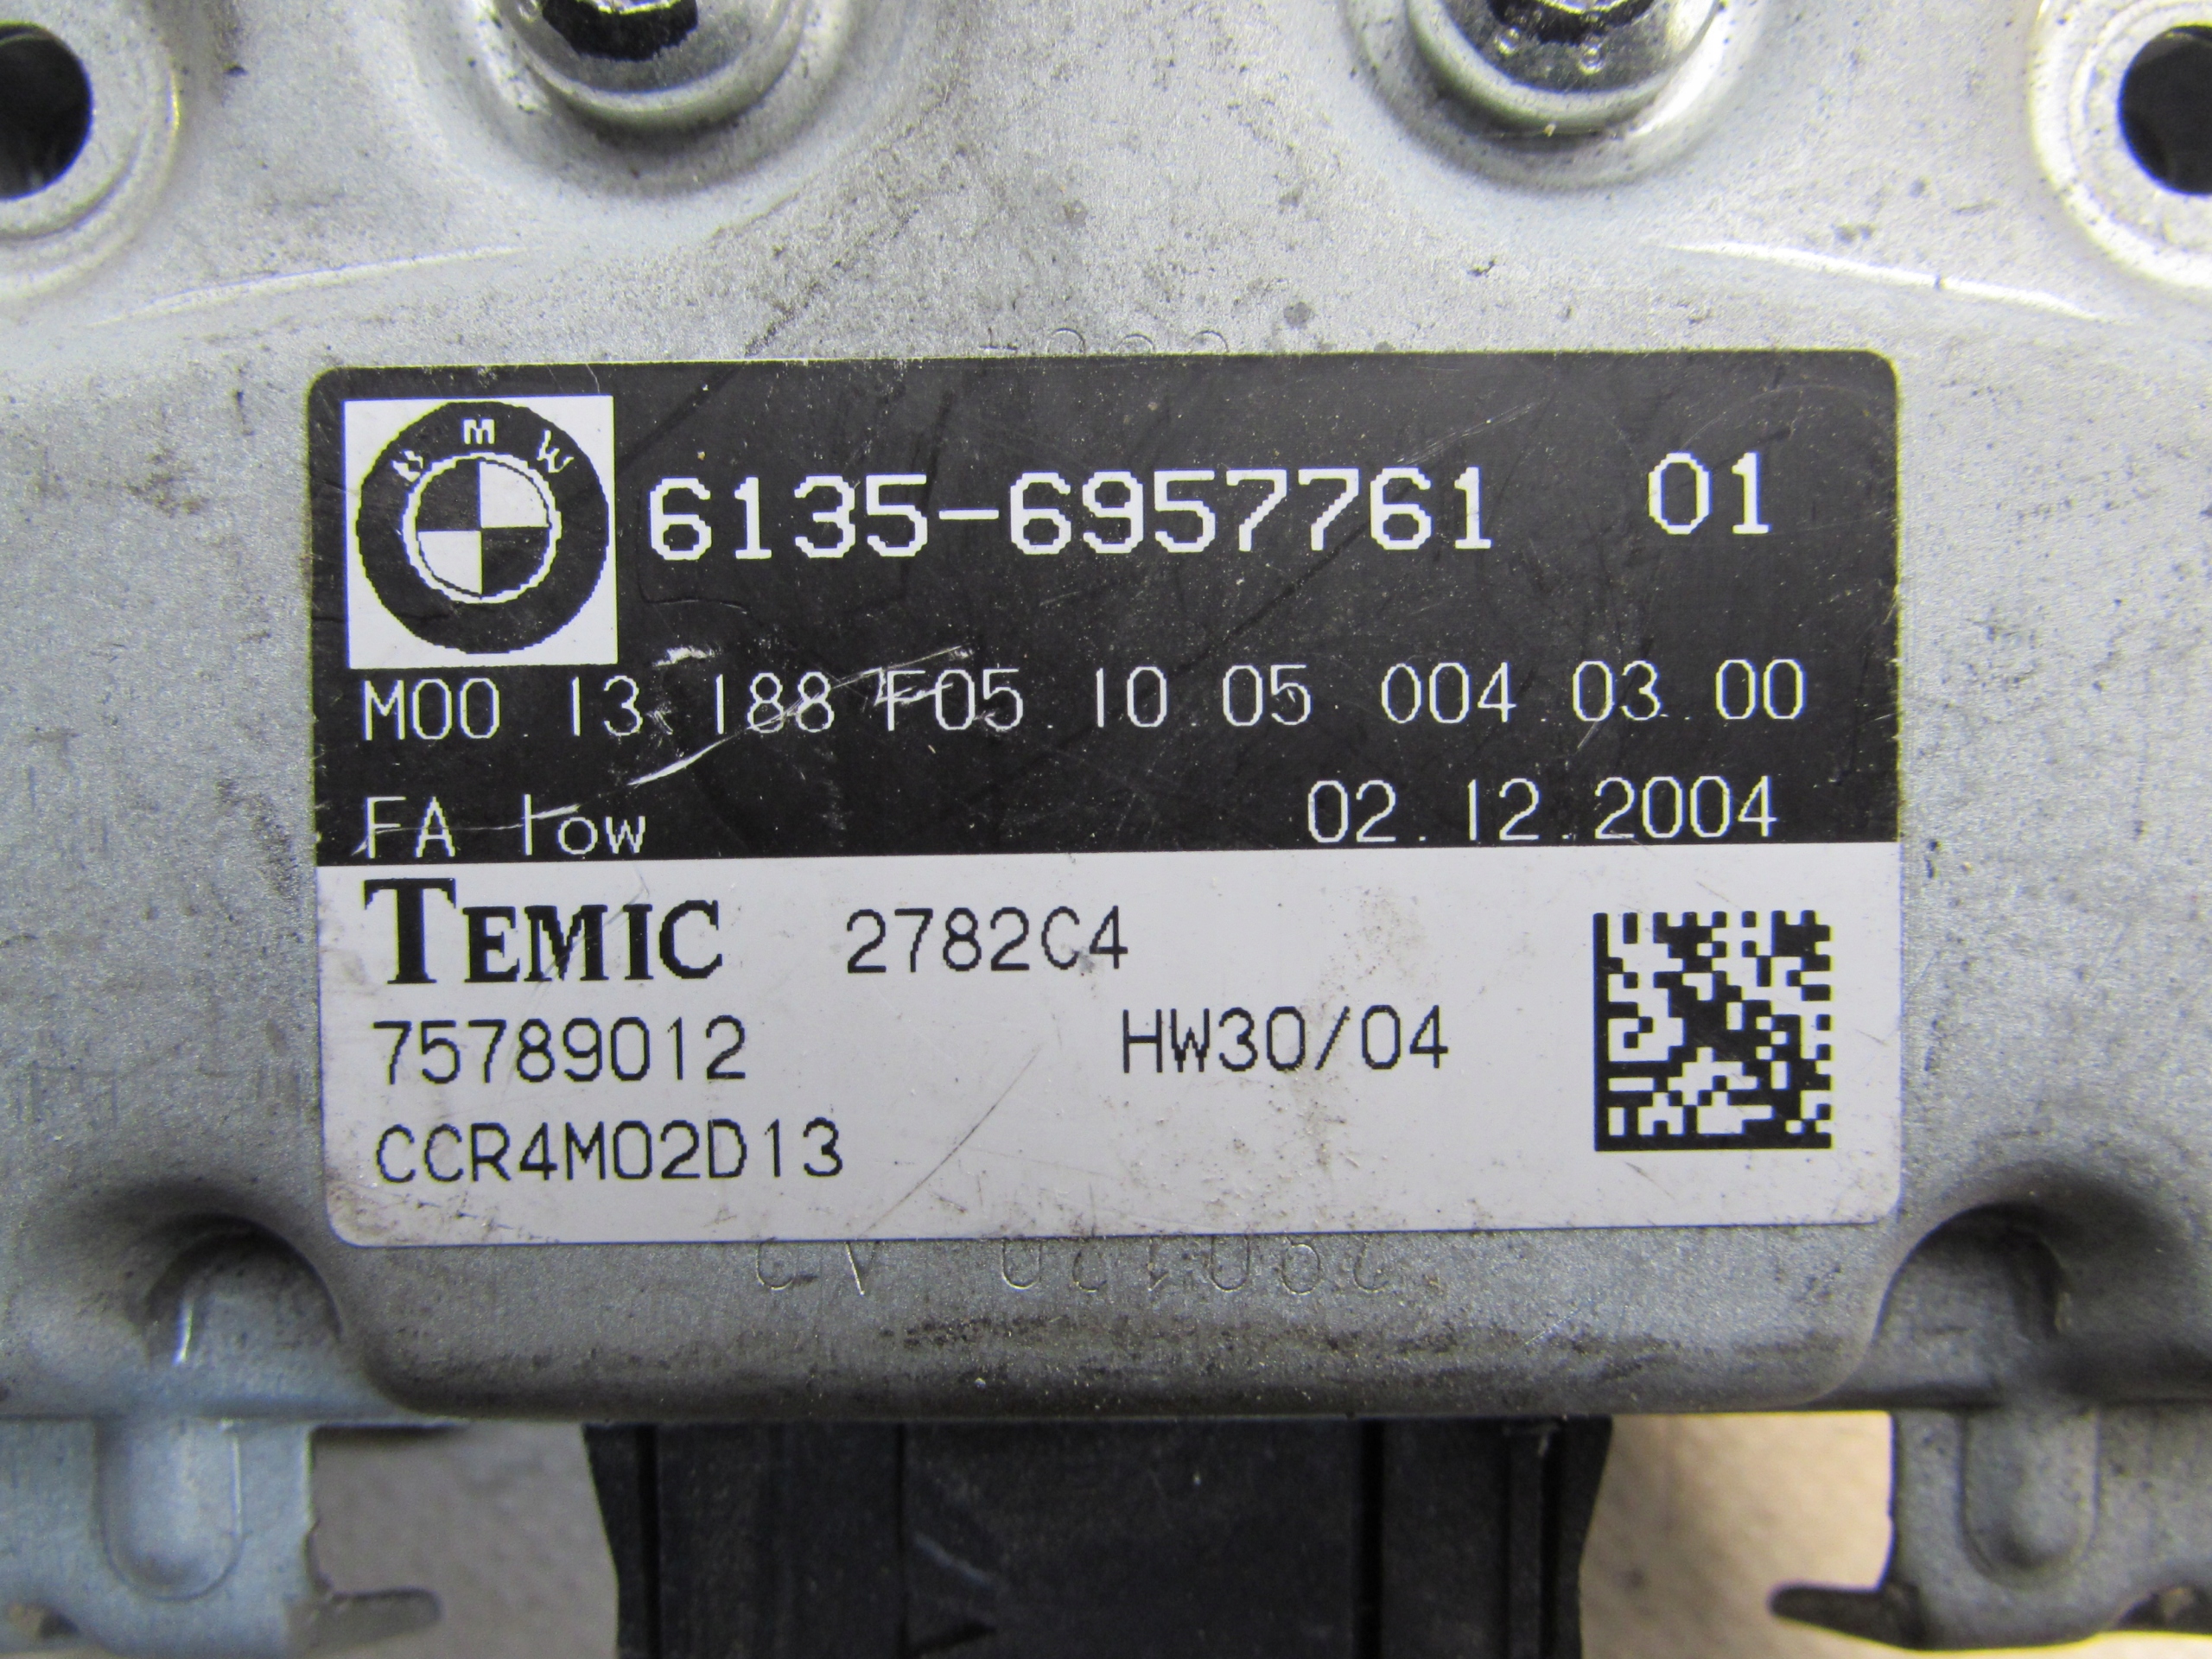 BMW
6135-6957761 01
M00.13.188 F05.10.05.004.03.00
FA low 02.12.2004
TEMIC 2782C4
75789012 HW30/04
CCR4M02D13